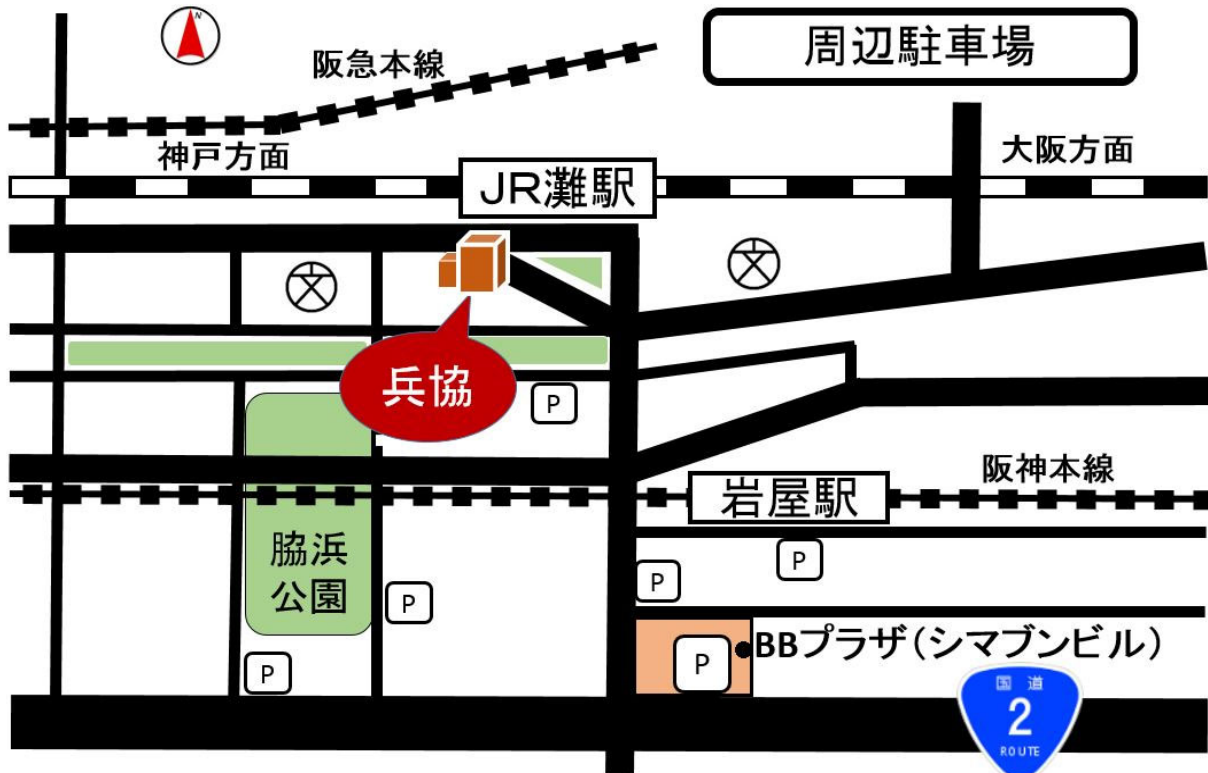 N
周辺駐車場
阪急本線
神戸方面
大阪方面
JR灘駅
文
文
兵協
P
阪神本線
岩屋駅
脇浜
公園
P
P
P
P
BBプラザ(シマブンビル)
P
国道
2
ROUTE